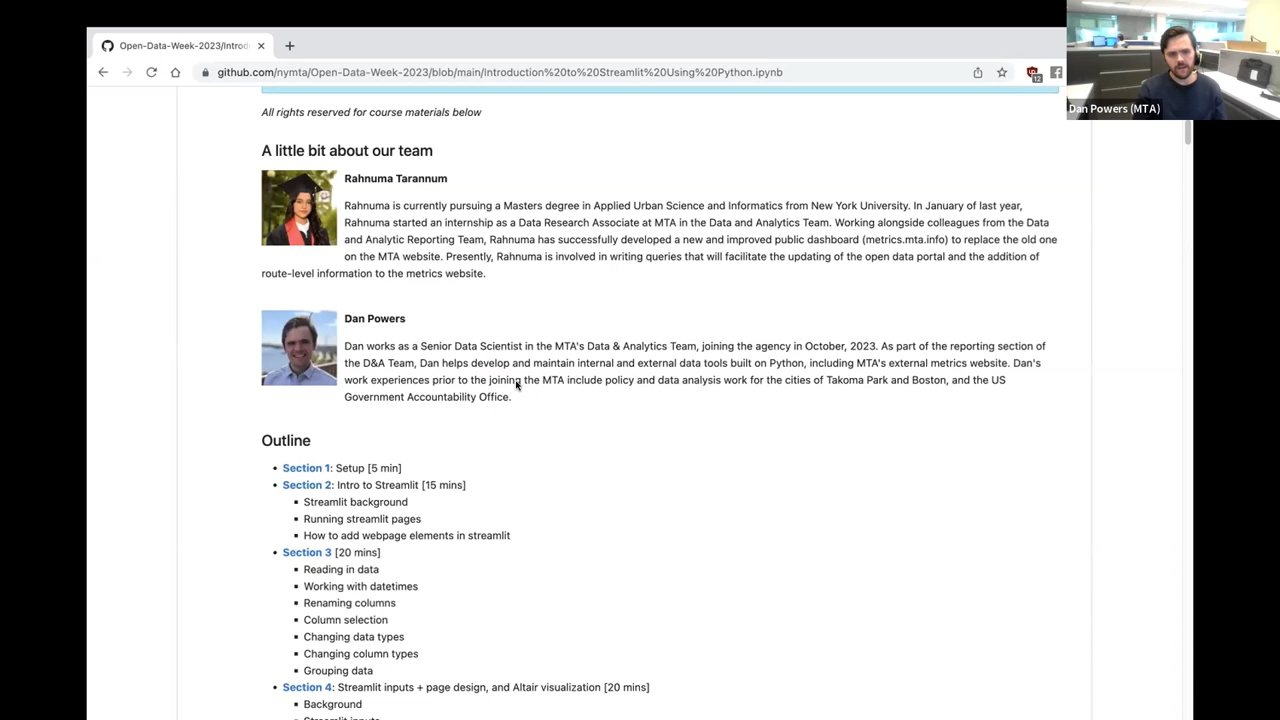 Open-Data-Week-2023/Introd
github.com/nymta/Open-Data-Week-2023/blob/main/Introduction%20to%20Streamlit%20Using%20Python.ipynb
12
Dan Powers (MTA)
All rights reserved for course materials below
A little bit about our team
Rahnuma Tarannum
Rahnuma is currently pursuing a Masters degree in Applied Urban Science and Informatics from New York University. In January of last year,
Rahnuma started an internship as a Data Research Associate at MTA in the Data and Analytics Team. Working alongside colleagues from the Data
and Analytic Reporting Team, Rahnuma has successfully developed a new and improved public dashboard (metrics.mta.info) to replace the old one
on the MTA website. Presently, Rahnuma is involved in writing queries that will facilitate the updating of the open data portal and the addition of
route-level information to the metrics website.
Dan Powers
Dan works as a Senior Data Scientist in the MTA's Data & Analytics Team, joining the agency in October, 2023. As part of the reporting section of
the D&A Team, Dan helps develop and maintain internal and external data tools built on Python, including MTA's external metrics website. Dan's
work experiences prior to the joining the MTA include policy and data analysis work for the cities of Takoma Park and Boston, and the US
Government Accountability Office.
Outline
• Section 1: Setup [5 min]
• Section 2: Intro to Streamlit [15 mins]
▪ Streamlit background
▪ Running streamlit pages
▪ How to add webpage elements in streamlit
• Section 3 [20 mins]
▪ Reading in data
▪ Working with datetimes
▪ Renaming columns
▪ Column selection
▪ Changing data types
▪ Changing column types
▪ Grouping data
• Section 4: Streamlit inputs + page design, and Altair visualization [20 mins]
▪ Background
▪ Streamlit inputs